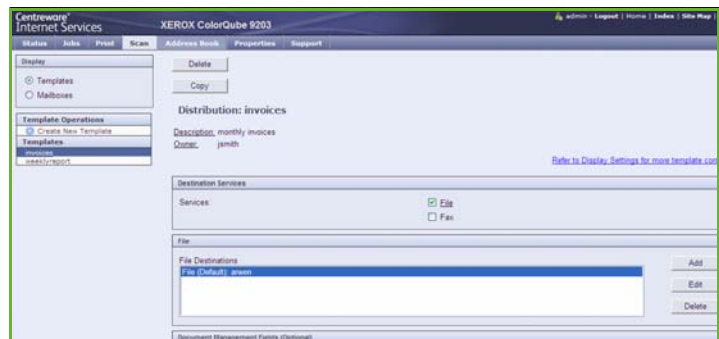 Centreware®
Internet Services
XEROX ColorQube 9203
admin - Logout | Home | Index | Site Map |
Status Jobs Print Scan Address Book Properties Support
Display
Templates
Mailboxes
Template Operations
Create New Template
Templates
invoices
weeklyreport
Delete
Copy
Distribution: invoices
Description: monthly invoices
Owner: jsmith
Refer to Display Settings for more template con
Destination Services
Services
File
Fax
File
File Destinations
File (Default): arwen
Add
Edit
Delete
Document Management Fields (Optional)